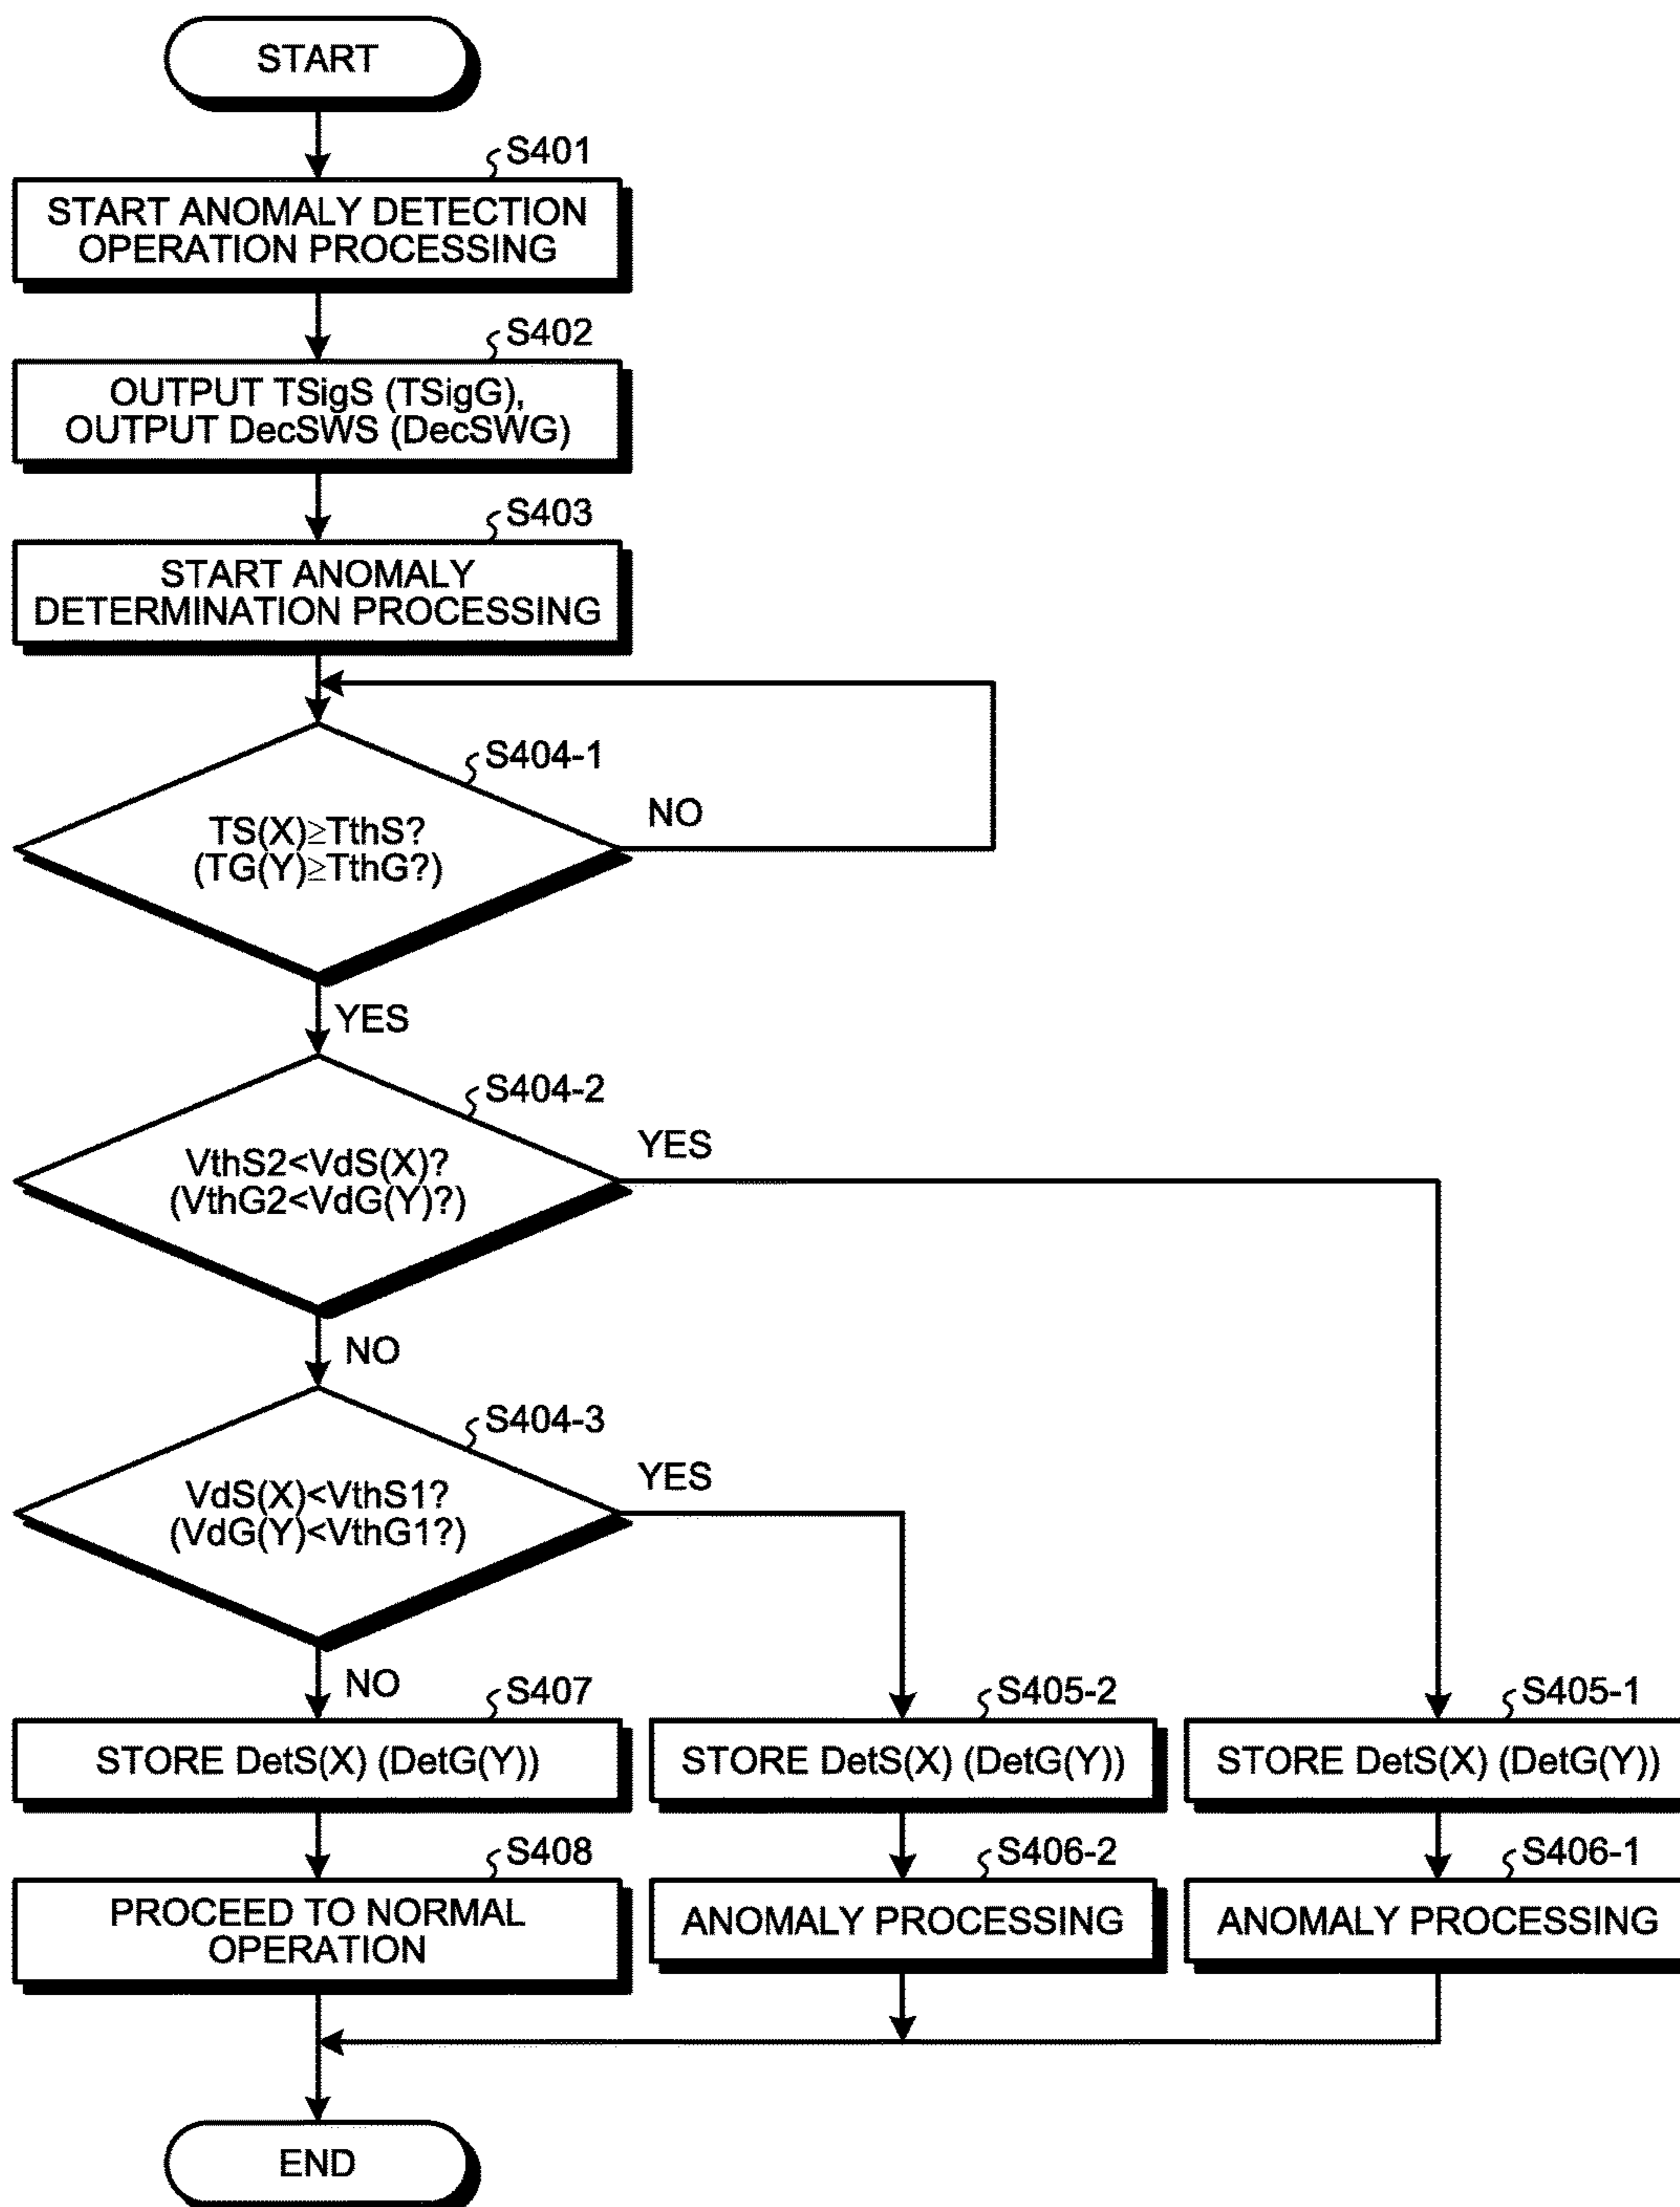 START
S401
START ANOMALY DETECTION
OPERATION PROCESSING
S402
OUTPUT TSigS (TSigG),
OUTPUT DecSWS (DecSWG)
S403
START ANOMALY
DETERMINATION PROCESSING
S404-1
TS(X)≥TthS?
(TG(Y)≥TthG?)
NO
YES
S404-2
VthS2<VdS(X)?
(VthG2<VdG(Y)?)
YES
NO
S404-3
VdS(X)<VthS1?
(VdG(Y)<VthG1?)
YES
NO
S407
STORE DetS(X) (DetG(Y))
S405-2
STORE DetS(X) (DetG(Y))
S405-1
STORE DetS(X) (DetG(Y))
S408
PROCEED TO NORMAL
OPERATION
S406-2
ANOMALY PROCESSING
S406-1
ANOMALY PROCESSING
END